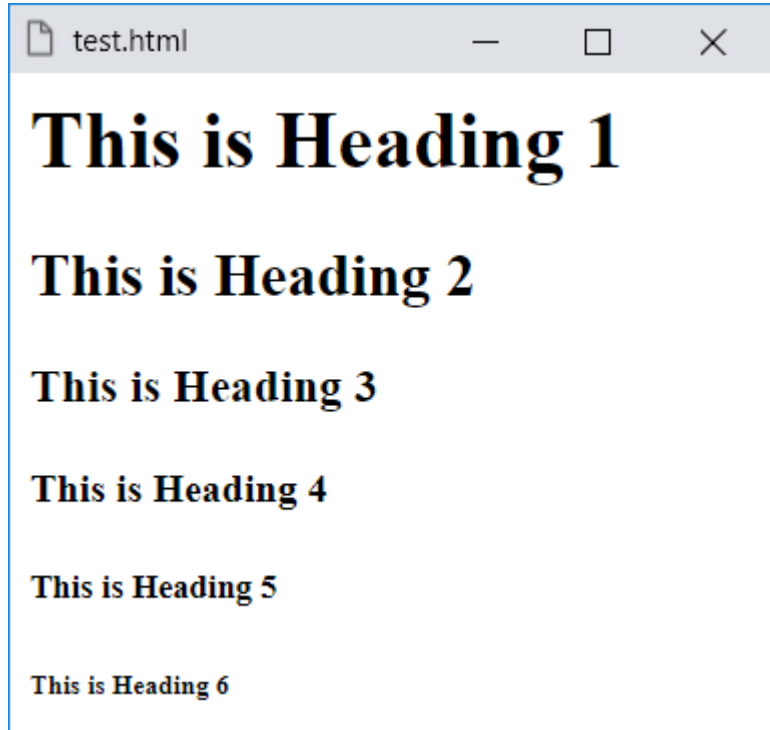 test.html
This is Heading 1
This is Heading 2
This is Heading 3
This is Heading 4
This is Heading 5
This is Heading 6